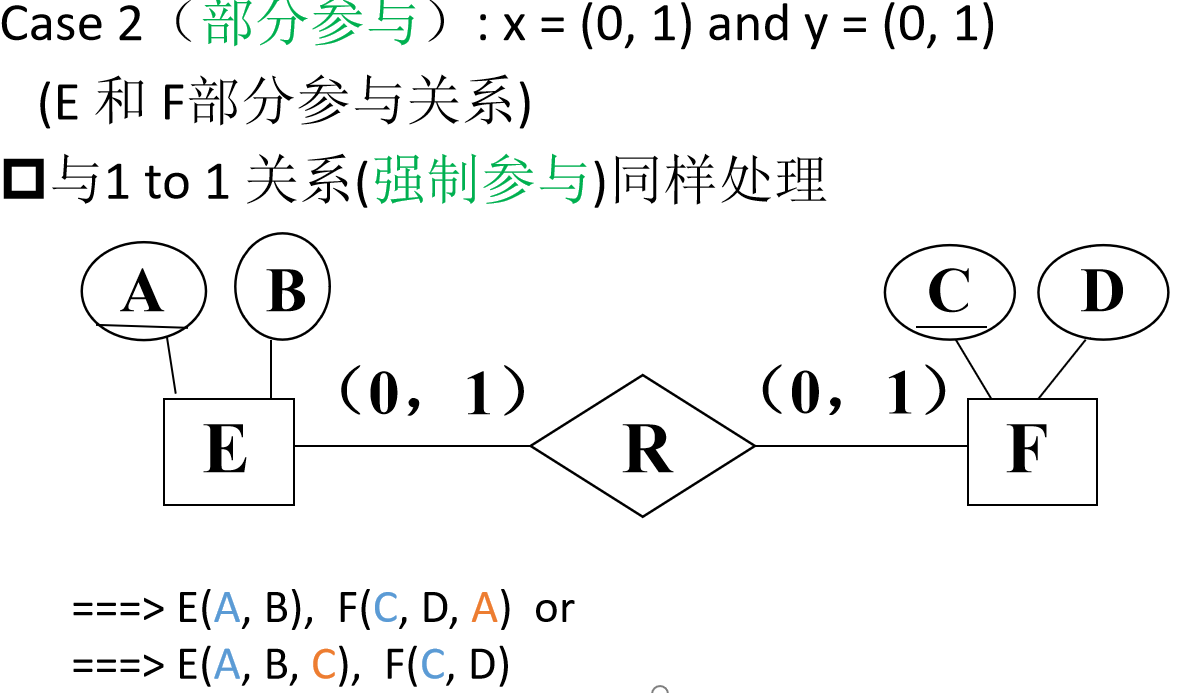 Case 2（部分参与）: x = (0, 1) and y = (0, 1)
(E 和 F部分参与关系)
与1 to 1 关系(强制参与)同样处理
A B C D
（0，1） （0，1）
E R F
===> E(A, B), F(C, D, A) or
===> E(A, B, C), F(C, D)